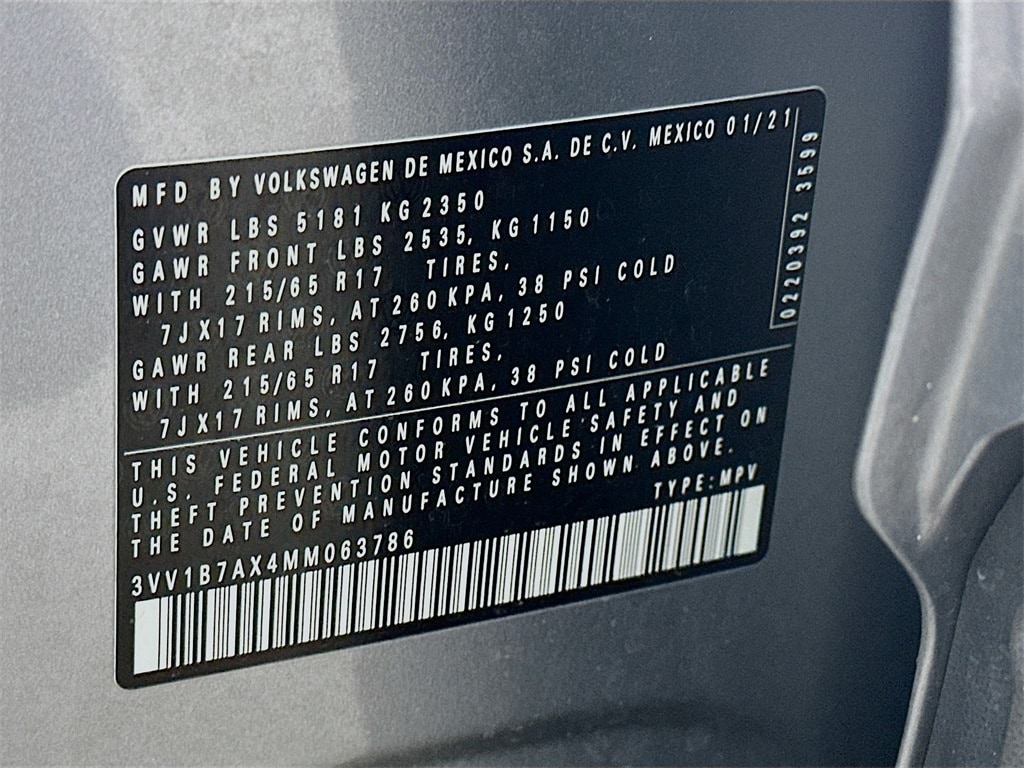 MFD BY VOLKSWAGEN DE MEXICO S.A. DE C.V. MEXICO 01/21
GVWR LBS 5181 KG 2350
GAWR FRONT LBS 2535, KG 1150
WITH 215/65 R17 TIRES,
7JX17 RIMS, AT 260 KPA, 38 PSI COLD
GAWR REAR LBS 2756, KG 1250
WITH 215/65 R17 TIRES,
7JX17 RIMS, AT 260 KPA, 38 PSI COLD
0220392 3599
THIS VEHICLE CONFORMS TO ALL APPLICABLE
U.S. FEDERAL MOTOR VEHICLE SAFETY AND
THEFT PREVENTION STANDARDS IN EFFECT ON
THE DATE OF MANUFACTURE SHOWN ABOVE.
TYPE: MPV
3VV1B7AX4MM063786